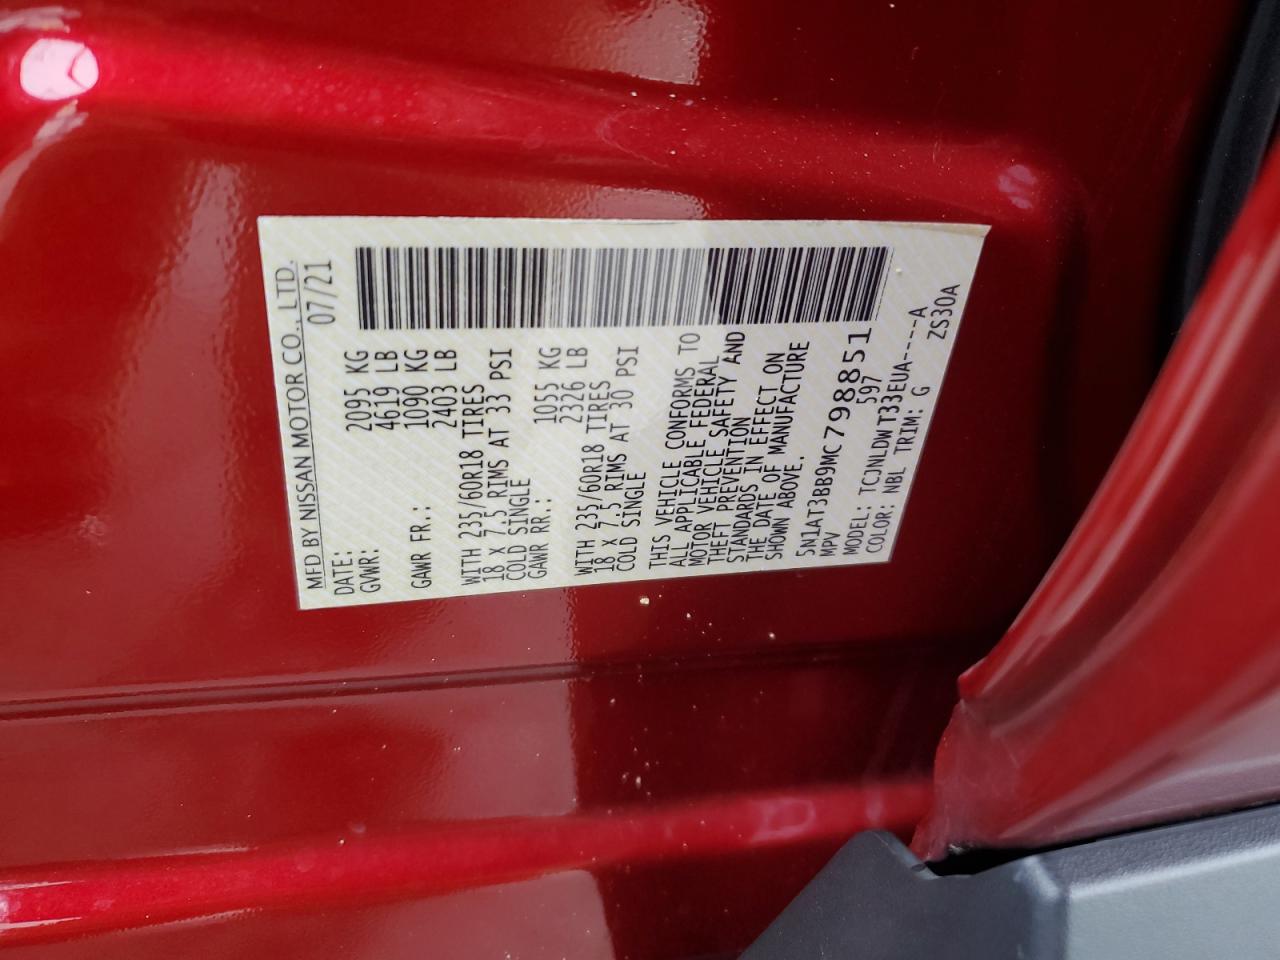 MFD BY NISSAN MOTOR CO., LTD.
DATE: 07/21
GVWR: 2095 KG
4619 LB
GAWR FR.: 1090 KG
2403 LB
WITH 235/60R18 TIRES
18 X 7.5 RIMS AT 33 PSI
COLD SINGLE
GAWR RR.: 1055 KG
2326 LB
WITH 235/60R18 TIRES
18 X 7.5 RIMS AT 30 PSI
COLD SINGLE
THIS VEHICLE CONFORMS TO
ALL APPLICABLE FEDERAL
MOTOR VEHICLE SAFETY AND
THEFT PREVENTION
STANDARDS IN EFFECT ON
THE DATE OF MANUFACTURE
SHOWN ABOVE.
5N1AT3BB9MC798851
MPV 597
MODEL: TCJNLDWT33EUA----A
COLOR: NBL TRIM: G ZS30A